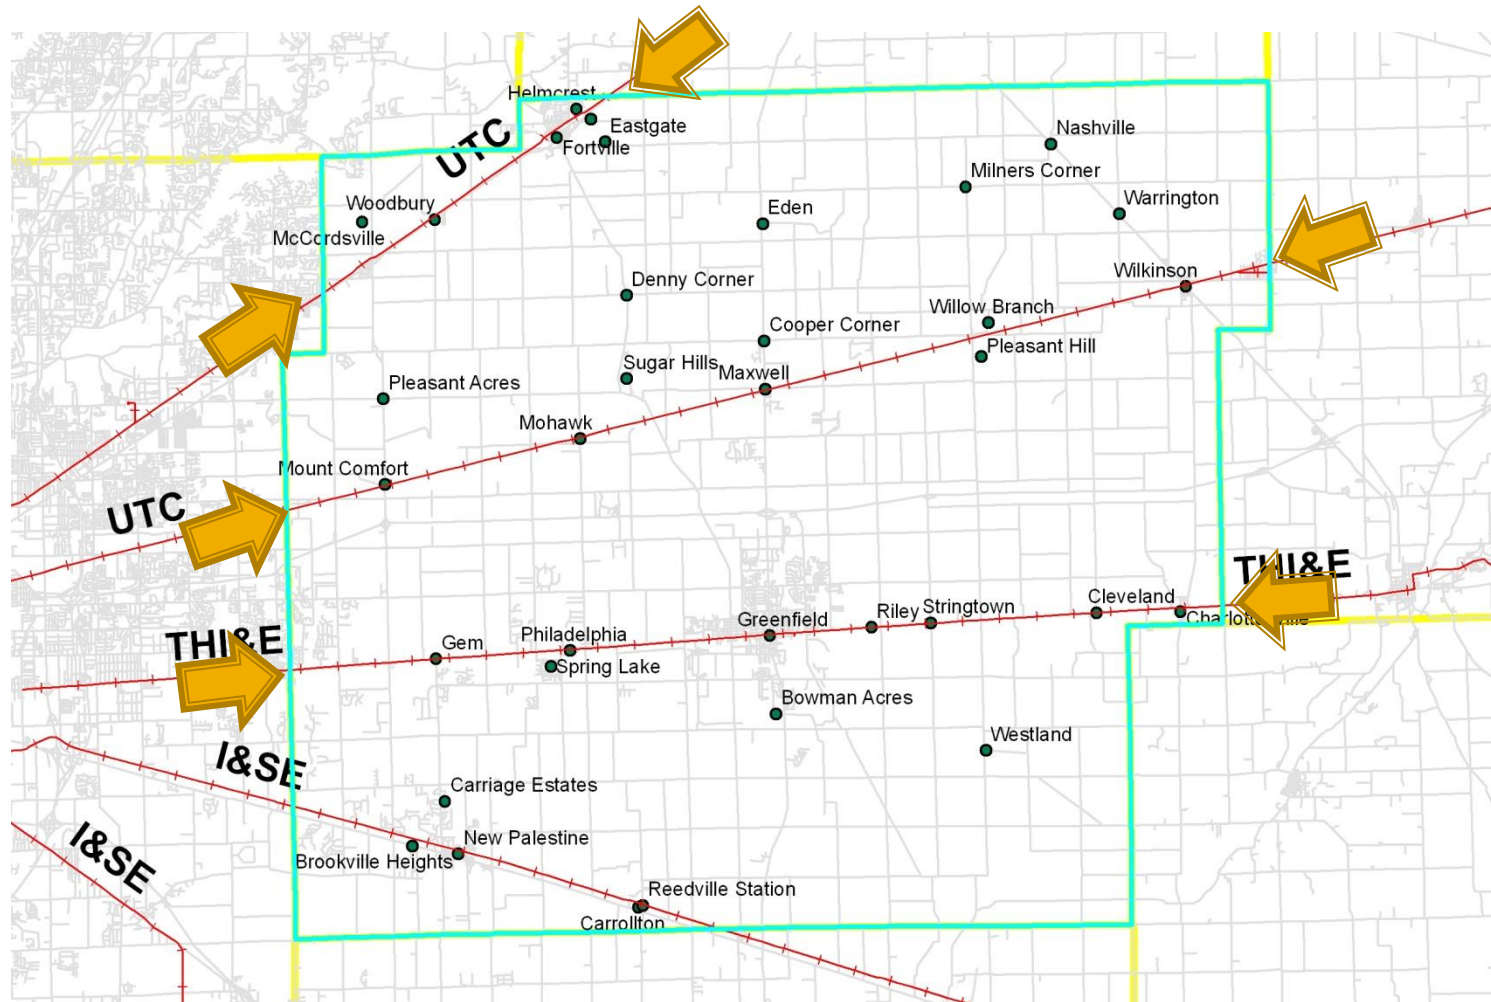 Helmcrest
Eastgate
Fortville
UTC
Nashville
Milners Corner
Warrington
Woodbury
McCordsville
Eden
Denny Corner
Wilkinson
Willow Branch
Cooper Corner
Pleasant Hill
Sugar Hills
Maxwell
Pleasant Acres
Mohawk
Mount Comfort
UTC
THI&E
Cleveland
Charlottesville
Riley
Stringtown
Greenfield
Philadelphia
Gem
THI&E
Spring Lake
Bowman Acres
Westland
I&SE
Carriage Estates
New Palestine
Brookville Heights
I&SE
Reedville Station
Carrollton